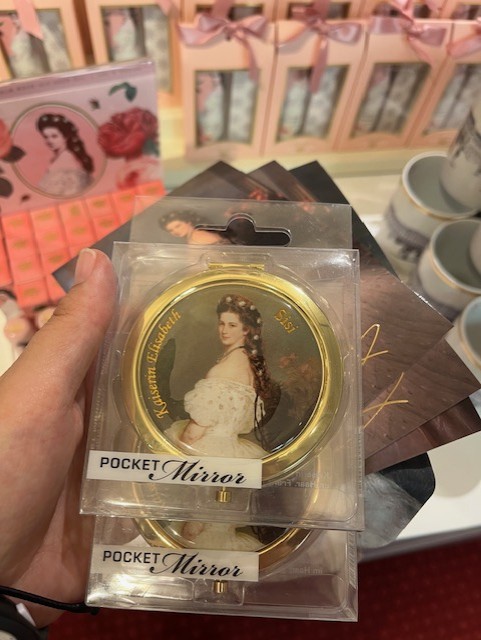 Kaiserin Elisabeth
Sisi
POCKET Mirror
POCKET Mirror